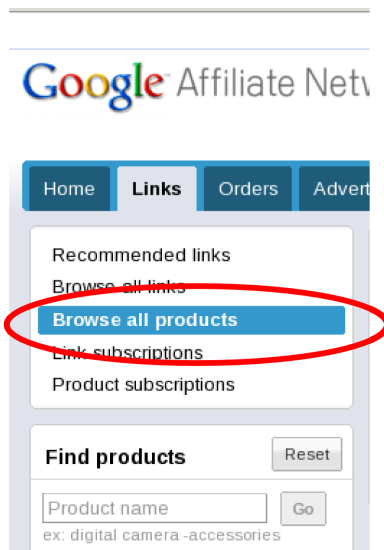 Google Affiliate Netw
Home Links Orders Advert
Recommended links
Browse all links
Browse all products
Link subscriptions
Product subscriptions
Find products Reset
Product name Go
ex: digital camera -accessories